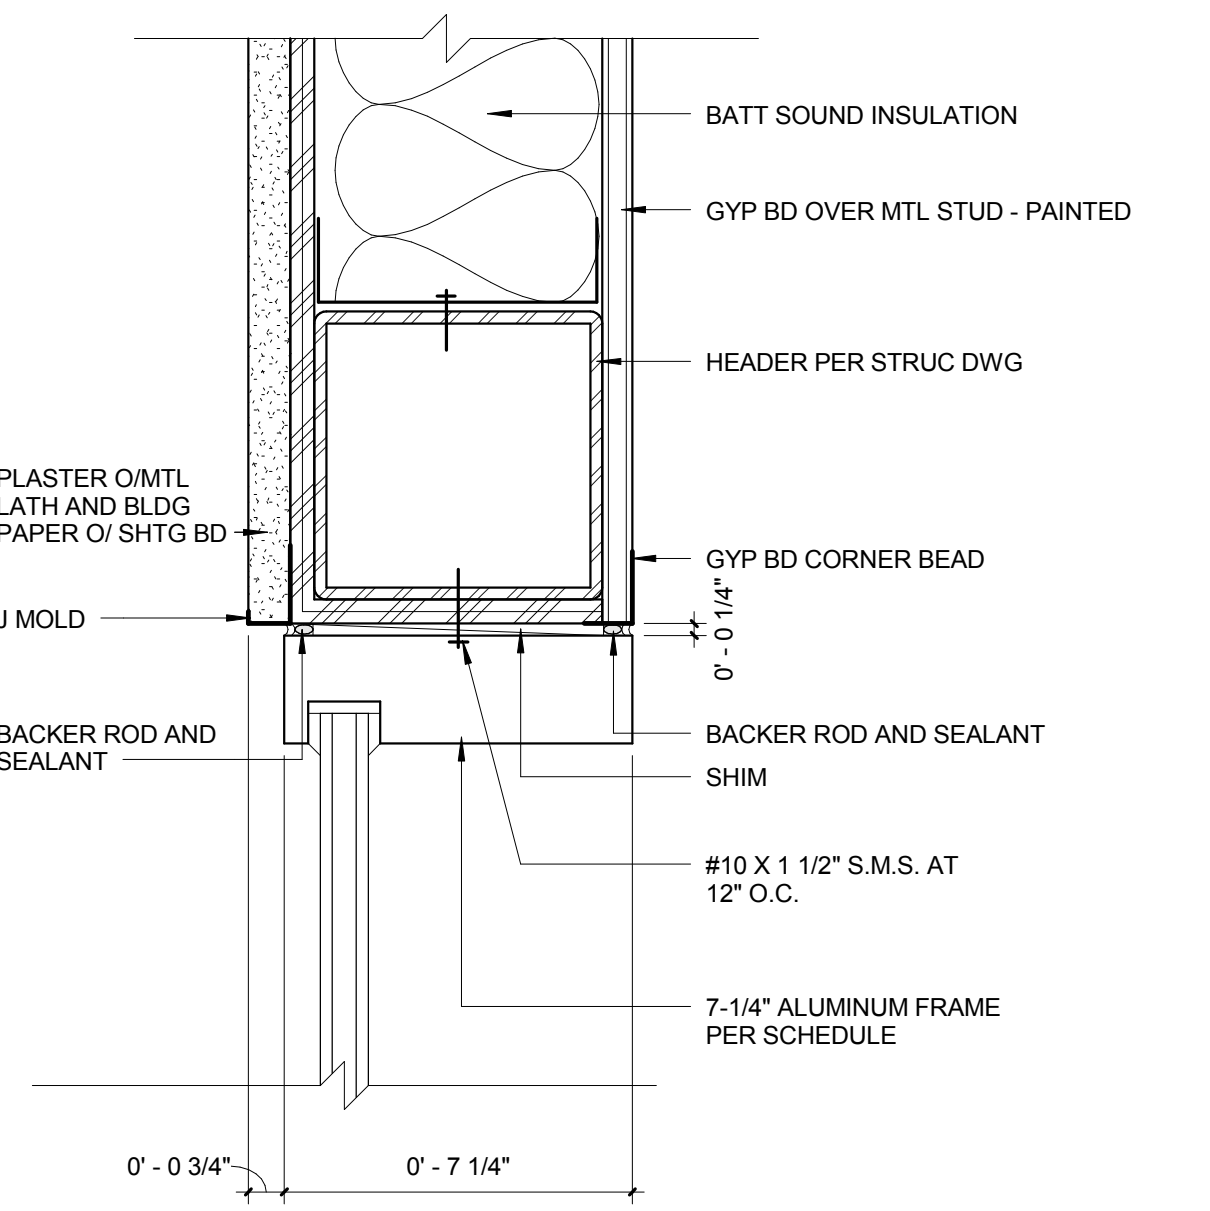 BATT SOUND INSULATION
GYP BD OVER MTL STUD - PAINTED
HEADER PER STRUC DWG
PLASTER O/MTL
LATH AND BLDG
PAPER O/ SHTG BD
GYP BD CORNER BEAD
J MOLD
0' - 0 1/4"
BACKER ROD AND
SEALANT
BACKER ROD AND SEALANT
SHIM
#10 X 1 1/2" S.M.S. AT
12" O.C.
7-1/4" ALUMINUM FRAME
PER SCHEDULE
0' - 0 3/4"
0' - 7 1/4"